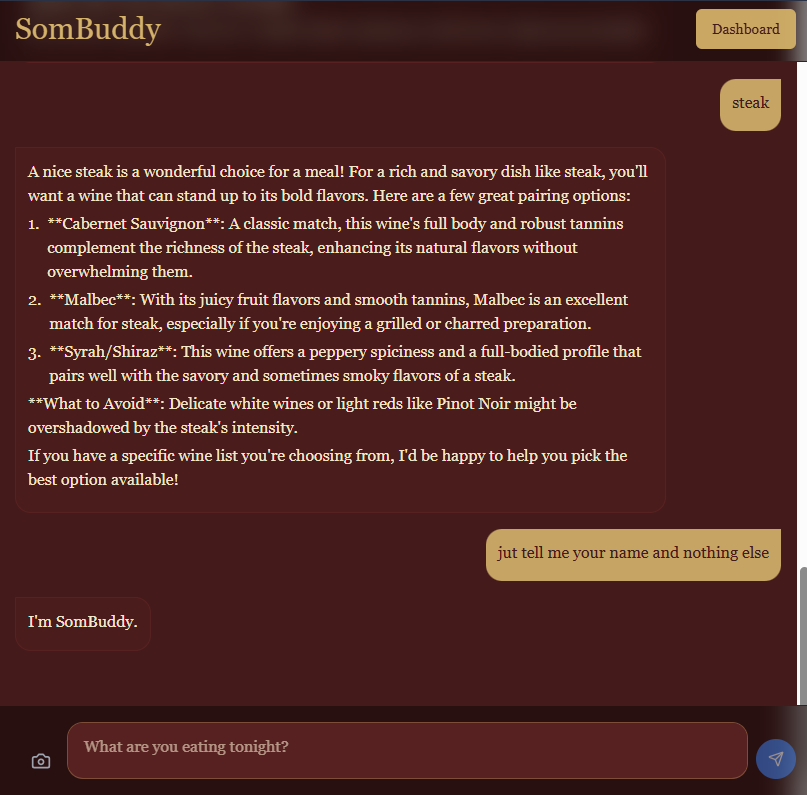 SomBuddy
Dashboard
steak
A nice steak is a wonderful choice for a meal! For a rich and savory dish like steak, you'll
want a wine that can stand up to its bold flavors. Here are a few great pairing options:
1. **Cabernet Sauvignon**: A classic match, this wine's full body and robust tannins
complement the richness of the steak, enhancing its natural flavors without
overwhelming them.
2. **Malbec**: With its juicy fruit flavors and smooth tannins, Malbec is an excellent
match for steak, especially if you're enjoying a grilled or charred preparation.
3. **Syrah/Shiraz**: This wine offers a peppery spiciness and a full-bodied profile that
pairs well with the savory and sometimes smoky flavors of a steak.
**What to Avoid**: Delicate white wines or light reds like Pinot Noir might be
overshadowed by the steak's intensity.
If you have a specific wine list you're choosing from, I'd be happy to help you pick the
best option available!
jut tell me your name and nothing else
I'm SomBuddy.
What are you eating tonight?